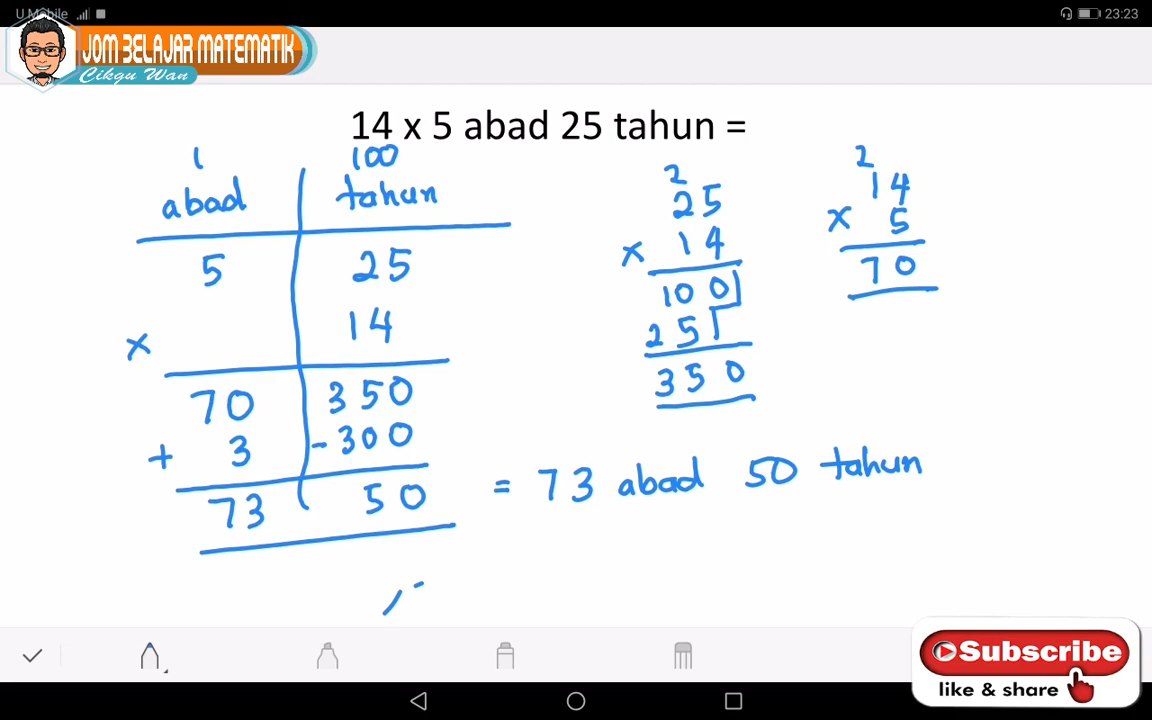 U Mobile 23:23
JOM BELAJAR MATEMATIK
Cikgu Wan
14 x 5 abad 25 tahun =
1 100
abad tahun
5 25
x 14
70 350
+ 3 - 300
73 50
2
25
x 14
100
25
350
2
14
x 5
70
= 73 abad 50 tahun
Subscribe
like & share